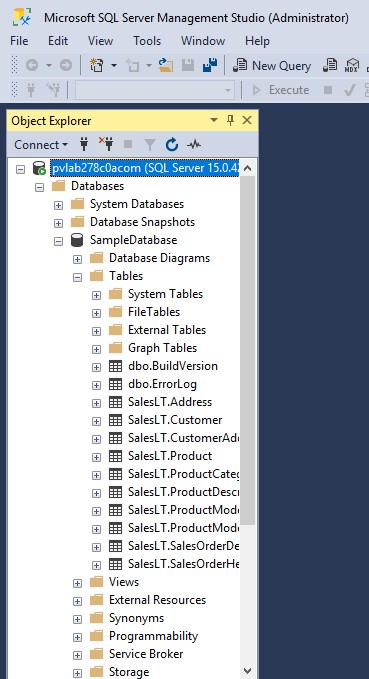 Microsoft SQL Server Management Studio (Administrator)
File Edit View Tools Window Help
New Query MDX
Execute
Object Explorer
Connect
pvlab278c0acom (SQL Server 15.0.4
Databases
System Databases
Database Snapshots
SampleDatabase
Database Diagrams
Tables
System Tables
FileTables
External Tables
Graph Tables
dbo.BuildVersion
dbo.ErrorLog
SalesLT.Address
SalesLT.Customer
SalesLT.CustomerAd
SalesLT.Product
SalesLT.ProductCateg
SalesLT.ProductDescr
SalesLT.ProductMode
SalesLT.ProductMode
SalesLT.SalesOrderDe
SalesLT.SalesOrderHe
Views
External Resources
Synonyms
Programmability
Service Broker
Storage